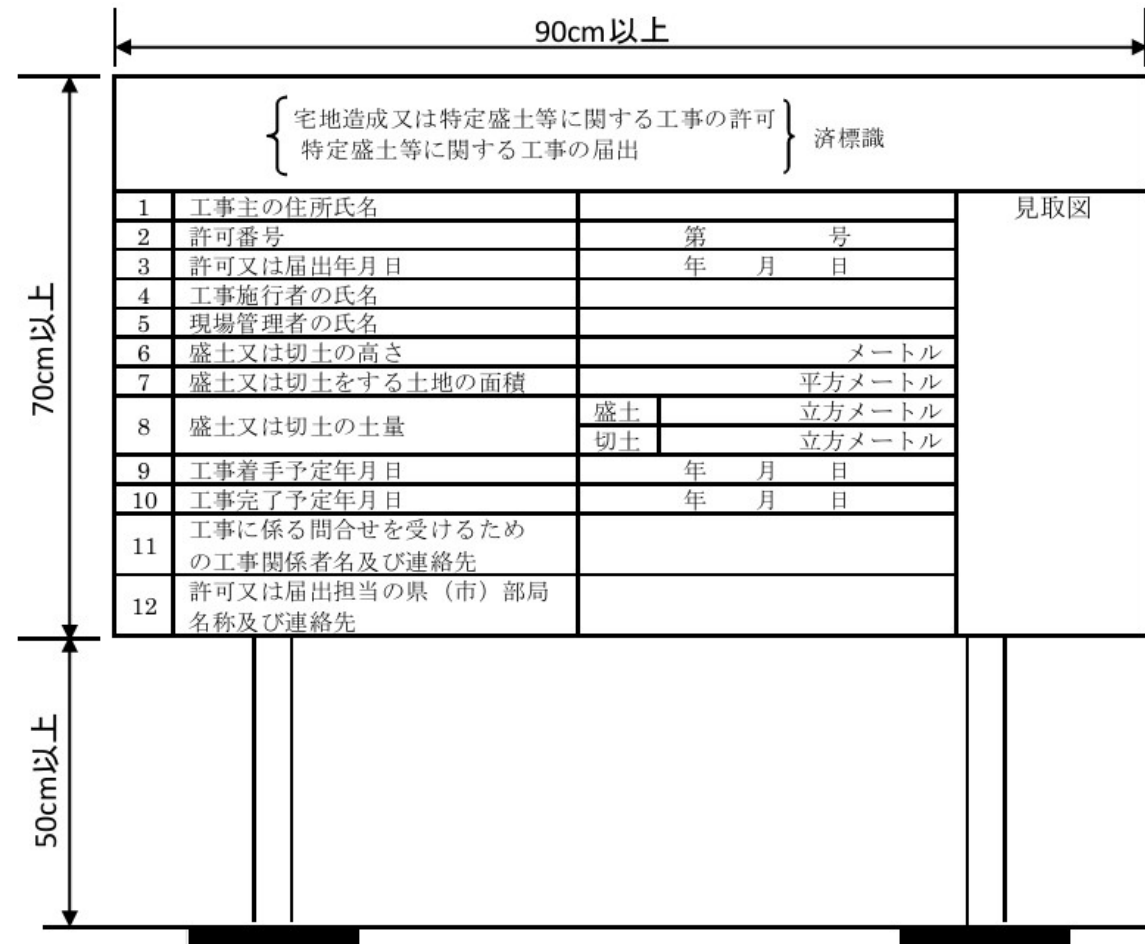 90cm以上
宅地造成又は特定盛土等に関する工事の許可
特定盛土等に関する工事の届出
済標識
1 工事主の住所氏名
見取図
2 許可番号 第 号
3 許可又は届出年月日 年 月 日
4 工事施行者の氏名
5 現場管理者の氏名
6 盛土又は切土の高さ メートル
7 盛土又は切土をする土地の面積 平方メートル
8 盛土又は切土の土量
盛土 立方メートル
切土 立方メートル
9 工事着手予定年月日 年 月 日
10 工事完了予定年月日 年 月 日
11 工事に係る問合せを受けるため
の工事関係者名及び連絡先
12 許可又は届出担当の県（市）部局
名称及び連絡先
70cm以上
50cm以上